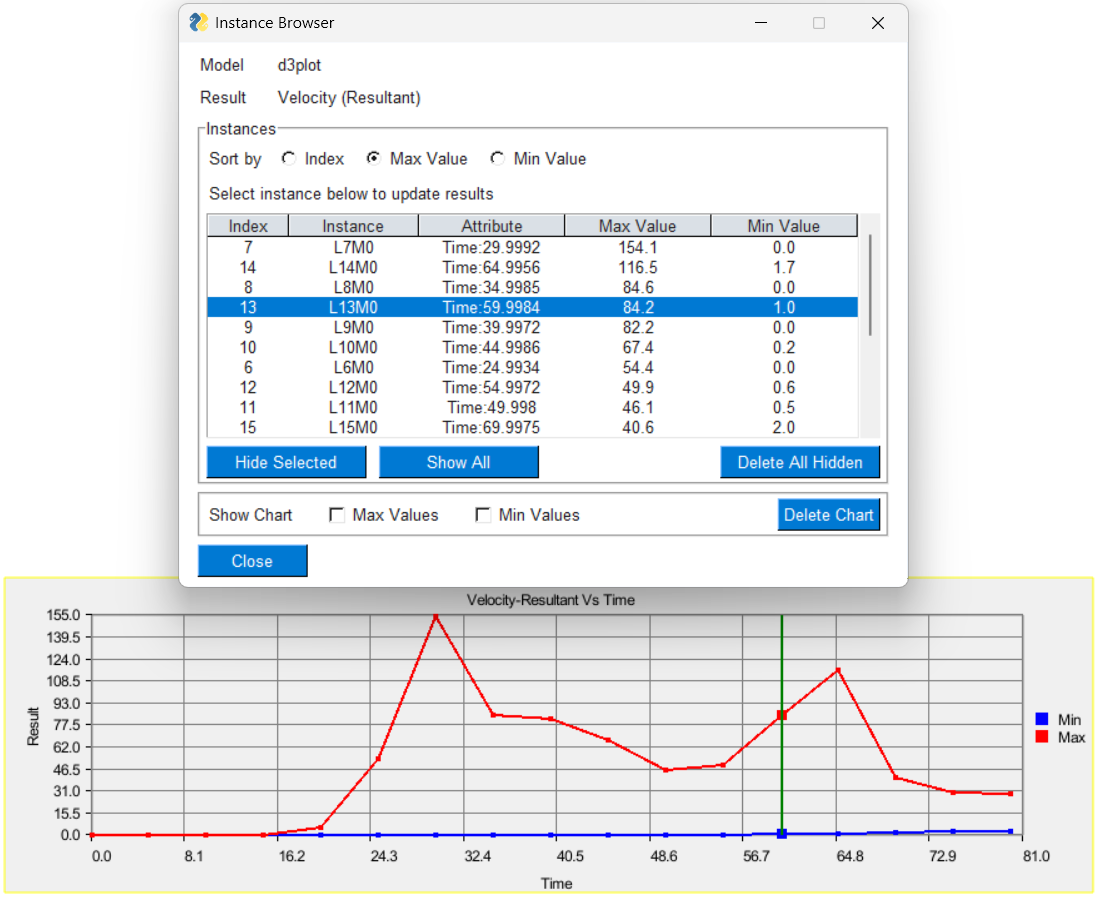 Instance Browser
Model d3plot
Result Velocity (Resultant)
Instances
Sort by Index Max Value Min Value
Select instance below to update results
Index Instance Attribute Max Value Min Value
7 L7M0 Time:29.9992 154.1 0.0
14 L14M0 Time:64.9956 116.5 1.7
8 L8M0 Time:34.9985 84.6 0.0
13 L13M0 Time:59.9984 84.2 1.0
9 L9M0 Time:39.9972 82.2 0.0
10 L10M0 Time:44.9986 67.4 0.2
6 L6M0 Time:24.9934 54.4 0.0
12 L12M0 Time:54.9972 49.9 0.6
11 L11M0 Time:49.998 46.1 0.5
15 L15M0 Time:69.9975 40.6 2.0
Hide Selected Show All Delete All Hidden
Show Chart Max Values Min Values Delete Chart
Close
Velocity-Resultant Vs Time
155.0
139.5
124.0
108.5
93.0
77.5
62.0
46.5
31.0
15.5
0.0
Result
Min
Max
0.0 8.1 16.2 24.3 32.4 40.5 48.6 56.7 64.8 72.9 81.0
Time